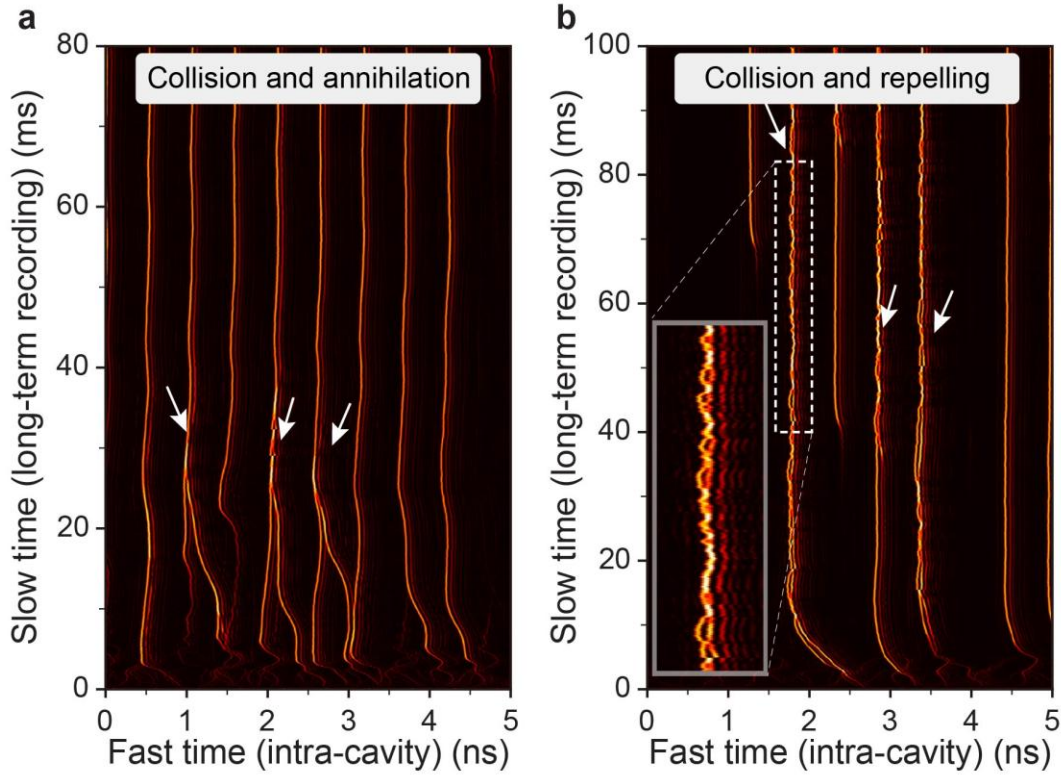 a
Collision and annihilation
Slow time (long-term recording) (ms)
80
60
40
20
0
0 1 2 3 4 5
Fast time (intra-cavity) (ns)
b
Collision and repelling
Slow time (long-term recording) (ms)
100
80
60
40
20
0
0 1 2 3 4 5
Fast time (intra-cavity) (ns)